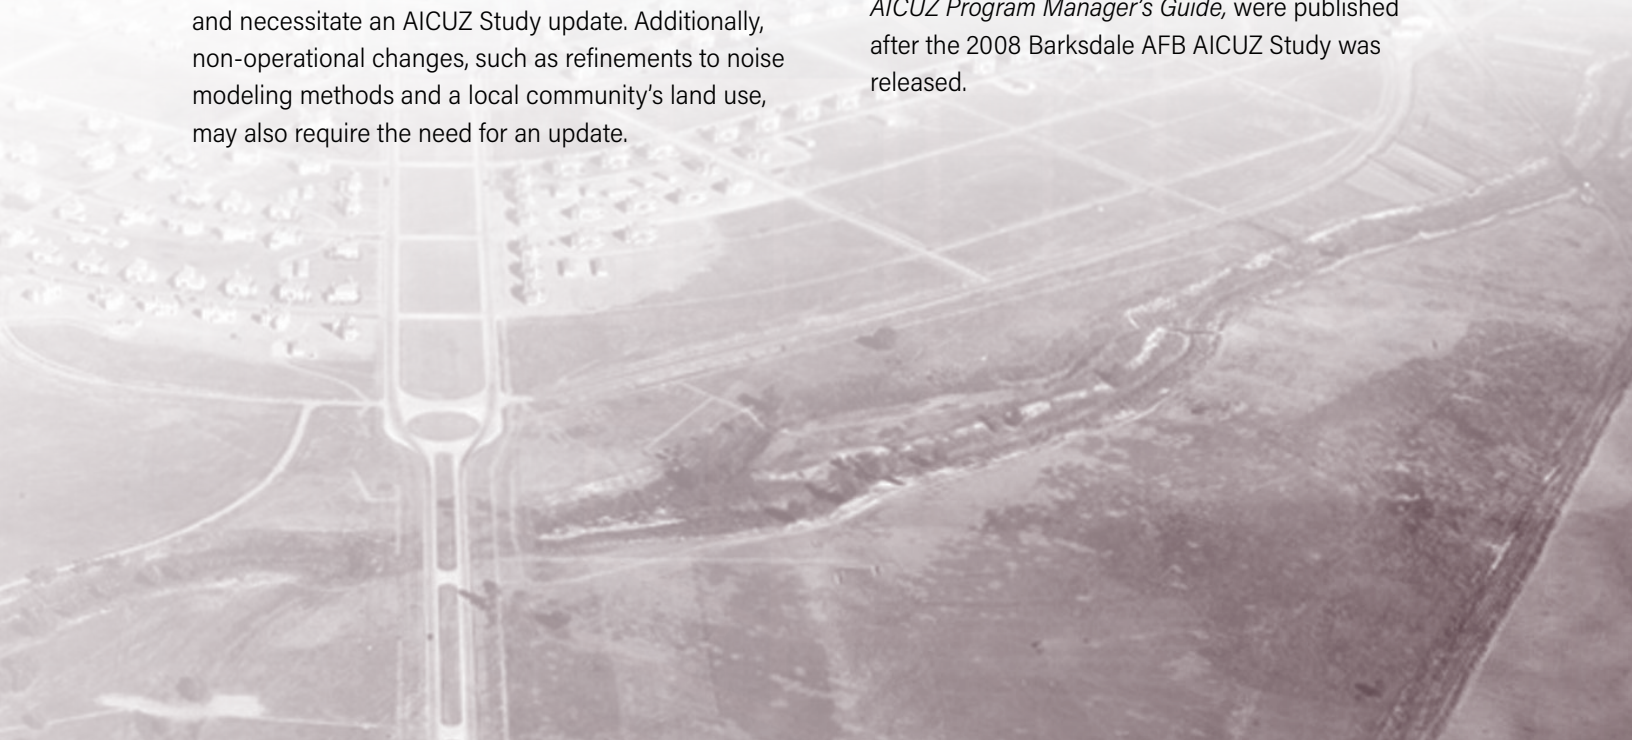 and necessitate an AICUZ Study update. Additionally,
non-operational changes, such as refinements to noise
modeling methods and a local community's land use,
may also require the need for an update.
AICUZ Program Manager's Guide, were published
after the 2008 Barksdale AFB AICUZ Study was
released.